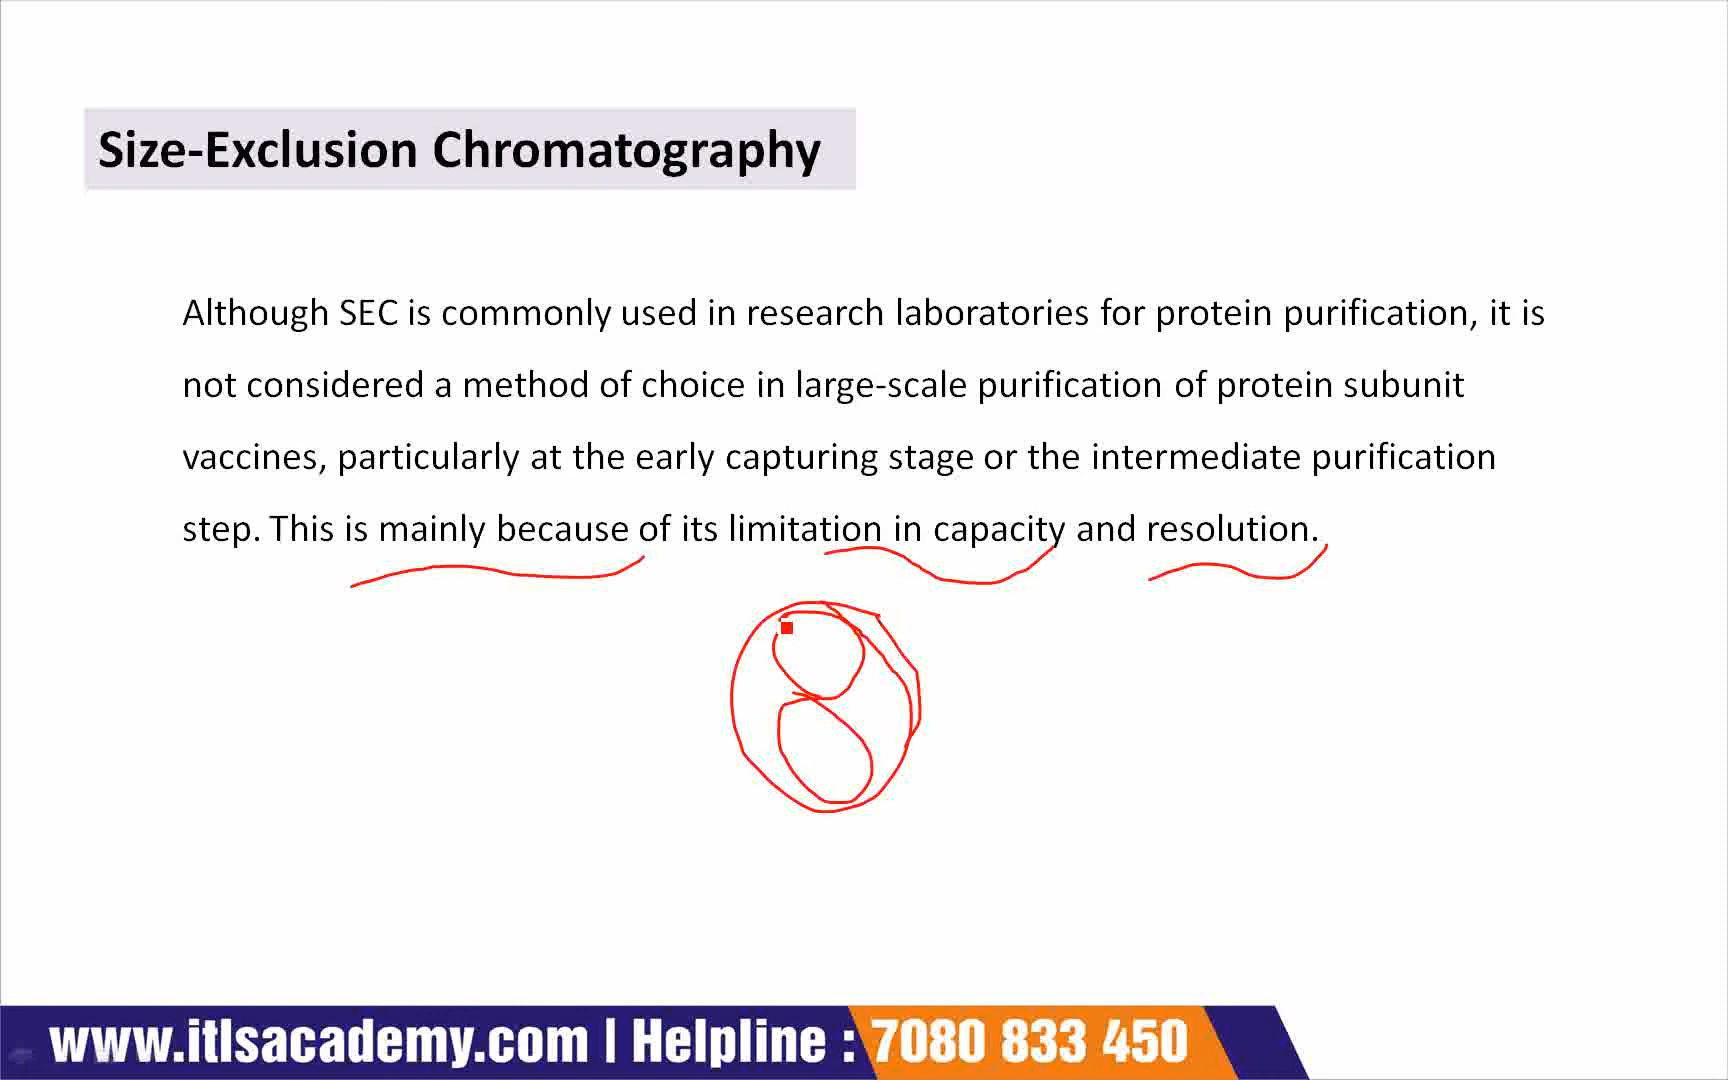 Size-Exclusion Chromatography
Although SEC is commonly used in research laboratories for protein purification, it is
not considered a method of choice in large-scale purification of protein subunit
vaccines, particularly at the early capturing stage or the intermediate purification
step. This is mainly because of its limitation in capacity and resolution.
www.itlsacademy.com | Helpline : 7080 833 450